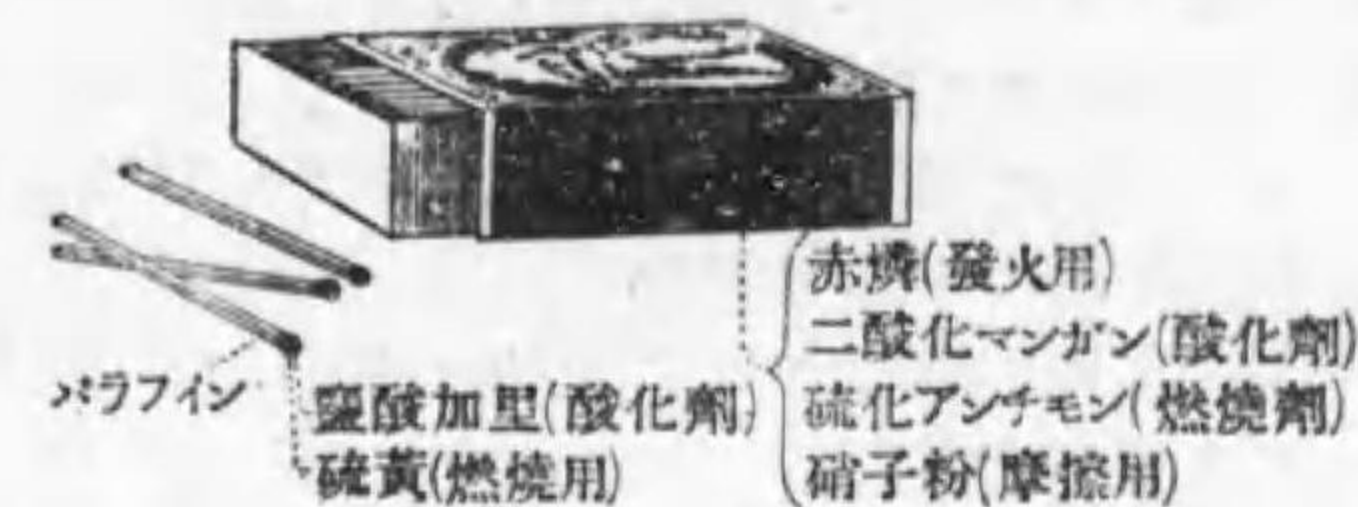 パラフイン
鹽酸加里(酸化劑)
硫黄(燃燒用)
赤燐(發火用)
二酸化マンガン(酸化劑)
硫化アンチモン(燃燒劑)
硝子粉(摩擦用)